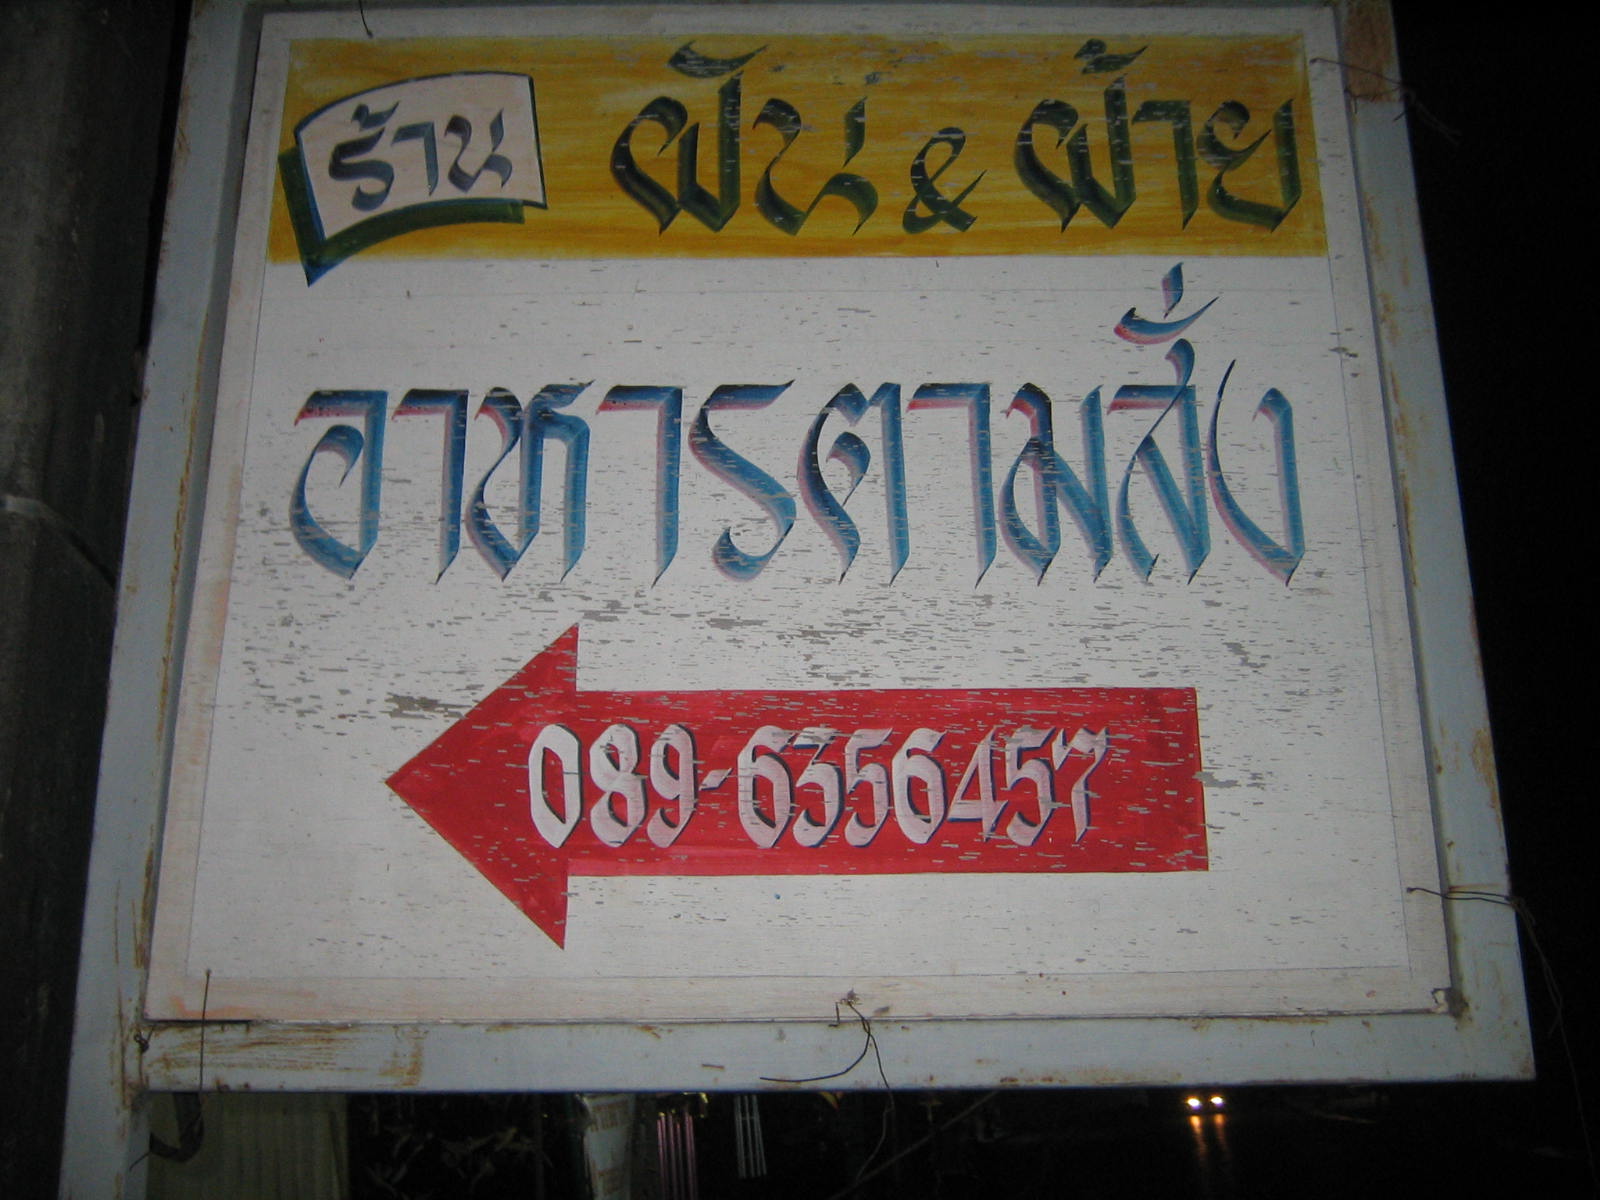 ร้าน ฝัน & ฝ้าย
อาหารตามสั่ง
089-6356457